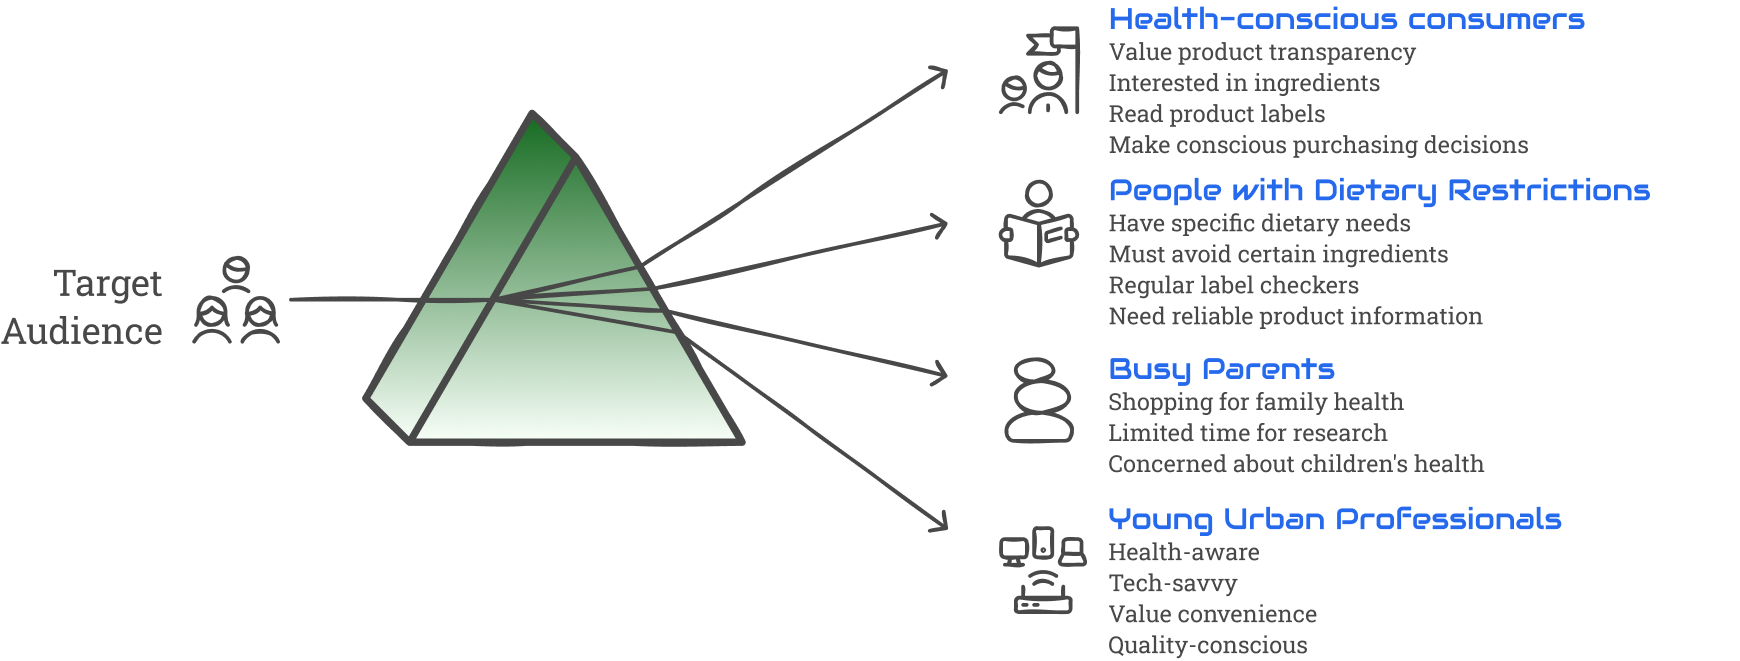 Target
Audience
Health-conscious consumers
Value product transparency
Interested in ingredients
Read product labels
Make conscious purchasing decisions
People with Dietary Restrictions
Have specific dietary needs
Must avoid certain ingredients
Regular label checkers
Need reliable product information
Busy Parents
Shopping for family health
Limited time for research
Concerned about children's health
Young Urban Professionals
Health-aware
Tech-savvy
Value convenience
Quality-conscious